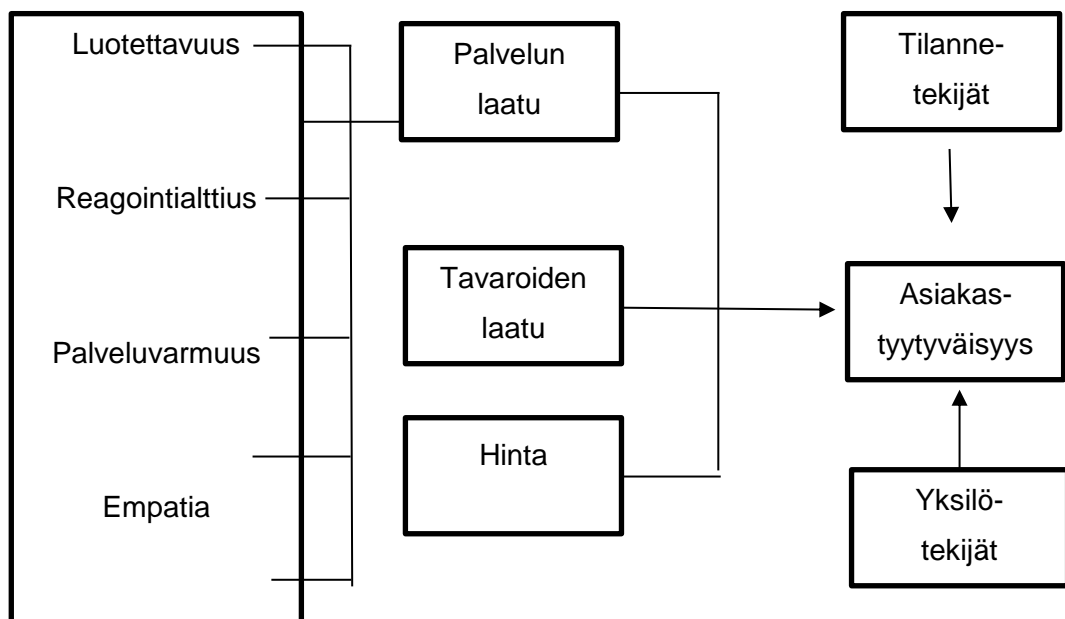 Luotettavuus
Reagointialttius
Palveluvarmuus
Empatia
Palvelun
laatu
Tavaroiden
laatu
Hinta
Tilanne-
tekijät
Asiakas-
tyytyväisyys
Yksilö-
tekijät